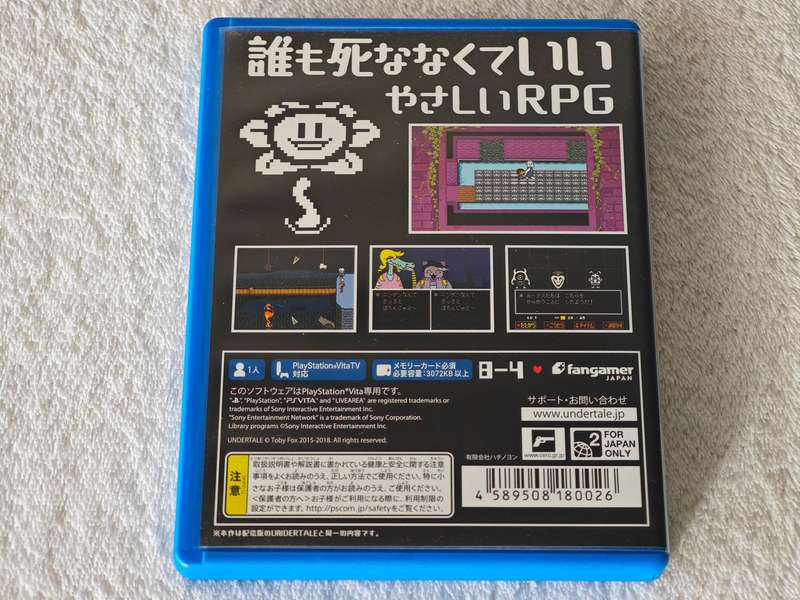 誰も死ななくていい
やさしいRPG
＊ ニンゲンなんて
1人
PlayStation®VitaTV
対応
メモリーカード必須
必要容量：3072KB以上
8-4
fangamer
JAPAN
このソフトウェアはPlayStation®Vita専用です。
"PlayStation", "PSVITA" and "LIVEAREA" are registered trademarks or
trademarks of Sony Interactive Entertainment Inc.
"Sony Entertainment Network" is a trademark of Sony Corporation.
Library programs ©Sony Interactive Entertainment Inc.
UNDERTALE © Toby Fox 2015-2018. All rights reserved.
サポート・お問い合わせ
www.undertale.jp
有限会社ハチノヨン
www.cero.gr.jp
2
FOR
JAPAN
ONLY
注意
取扱説明書や解説書に書かれている健康と安全に関する注意
事項をよくお読みのうえ、正しい方法でご使用ください。特に小
さなお子様は保護者の方がお読みのうえ、ご使用ください。
＜保護者の方へ＞お子様がご利用になる際に、利用制限の
設定ができます。http://pscom.jp/safetyをご覧ください。
4 589508 180026
※本作は配信版のUNDERTALEと同一の内容です。